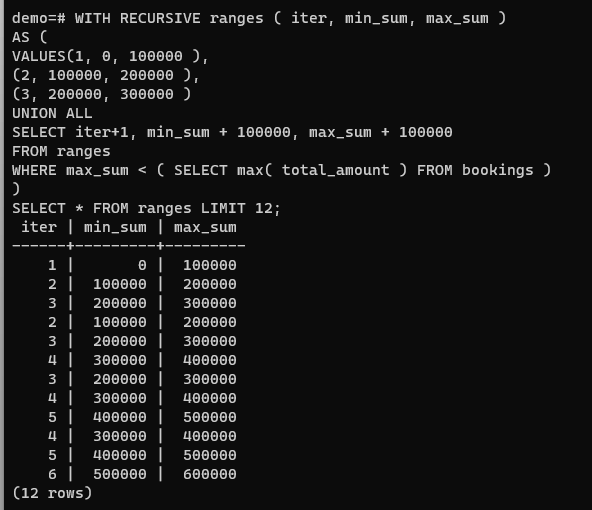 demo=# WITH RECURSIVE ranges ( iter, min_sum, max_sum )
AS (
VALUES(1, 0, 100000 ),
(2, 100000, 200000 ),
(3, 200000, 300000 )
UNION ALL
SELECT iter+1, min_sum + 100000, max_sum + 100000
FROM ranges
WHERE max_sum < ( SELECT max( total_amount ) FROM bookings )
)
SELECT * FROM ranges LIMIT 12;
 iter | min_sum | max_sum
------+---------+---------
    1 |       0 |  100000
    2 |  100000 |  200000
    3 |  200000 |  300000
    2 |  100000 |  200000
    3 |  200000 |  300000
    4 |  300000 |  400000
    3 |  200000 |  300000
    4 |  300000 |  400000
    5 |  400000 |  500000
    4 |  300000 |  400000
    5 |  400000 |  500000
    6 |  500000 |  600000
(12 rows)